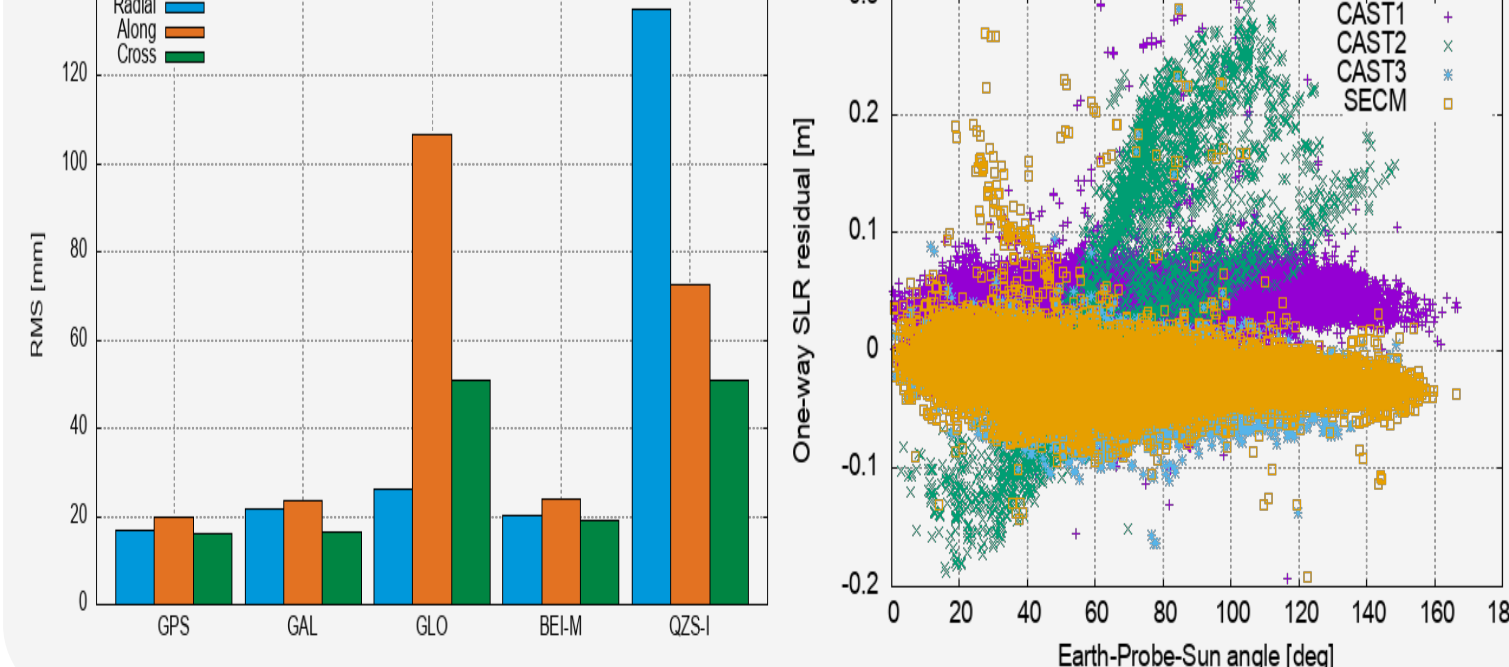 Radial
Along
Cross
120
100
80
60
40
20
0
RMS [mm]
GPS
GAL
GLO
BEI-M
QZS-I
CAST1
CAST2
CAST3
SECM
0.2
0.1
0
-0.1
-0.2
One-way SLR residual [m]
0
20
40
60
80
100
120
140
160
Earth-Probe-Sun angle [deg]